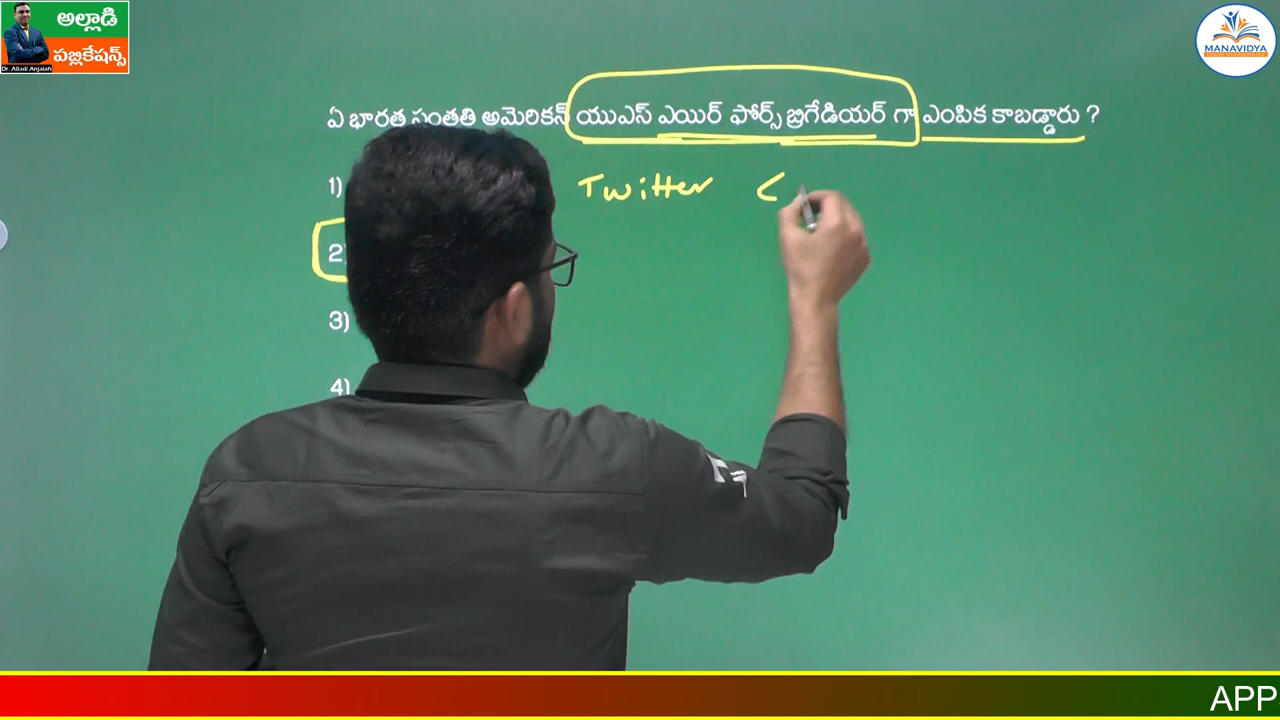 అల్లాడి
పబ్లికేషన్స్
Dr. Alladi Anjaiah
MANAVIDYA
ఏ భారత సంతతి అమెరికన్ యుఎస్ ఎయిర్ ఫోర్స్ బ్రిగేడియర్ గా ఎంపిక కాబడ్డారు ?
1) Twitter
2)
3)
4)
APP